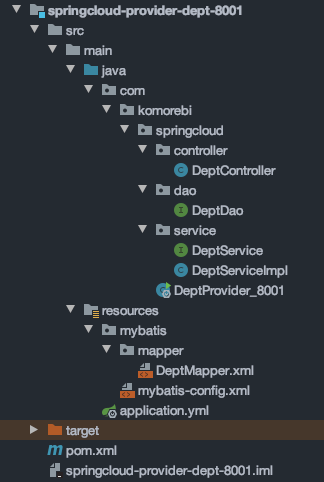 springcloud-provider-dept-8001
src
main
java
com
komorebi
springcloud
controller
DeptController
dao
DeptDao
service
DeptService
DeptServiceImpl
DeptProvider_8001
resources
mybatis
mapper
DeptMapper.xml
mybatis-config.xml
application.yml
target
pom.xml
springcloud-provider-dept-8001.iml